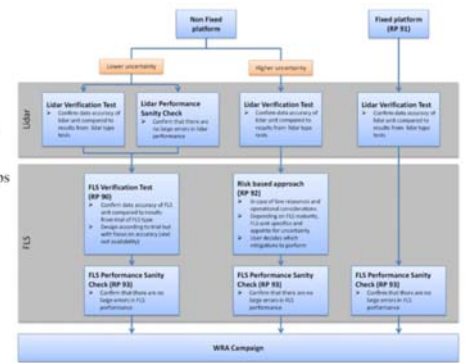 Non Fixed
platform
Fixed platform
(RP 91)
Lower uncertainty
Higher uncertainty
Lidar
Lidar Verification Test
Confirm data accuracy of
lidar unit compared to
results from lidar type
tests
Lidar Performance
Sanity Check
Confirm that there are
no large errors in lidar
performance
Lidar Verification Test
Confirm data accuracy of
lidar unit compared to
results from lidar type
tests
Lidar Verification Test
Confirm data accuracy of
lidar unit compared to
results from lidar type
tests
ps
FLS
FLS Verification Test
(RP 90)
Confirm data accuracy of FLS
unit compared to results
from trial of FLS type
Design according to trial but
with focus on accuracy (and
not availability)
Risk based approach
(RP 92)
In case of low resources and
operational considerations
Depending on FLS maturity,
FLS unit specifics and
appetite for uncertainty
User decides which
mitigations to perform
FLS Performance Sanity
Check (RP 93)
Confirm that there are no
large errors in FLS
performance
FLS Performance Sanity
Check (RP 93)
Confirm that there are no
large errors in FLS
performance
FLS Performance Sanity
Check (RP 93)
Confirm that there are no
large errors in FLS
performance
WRA Campaign